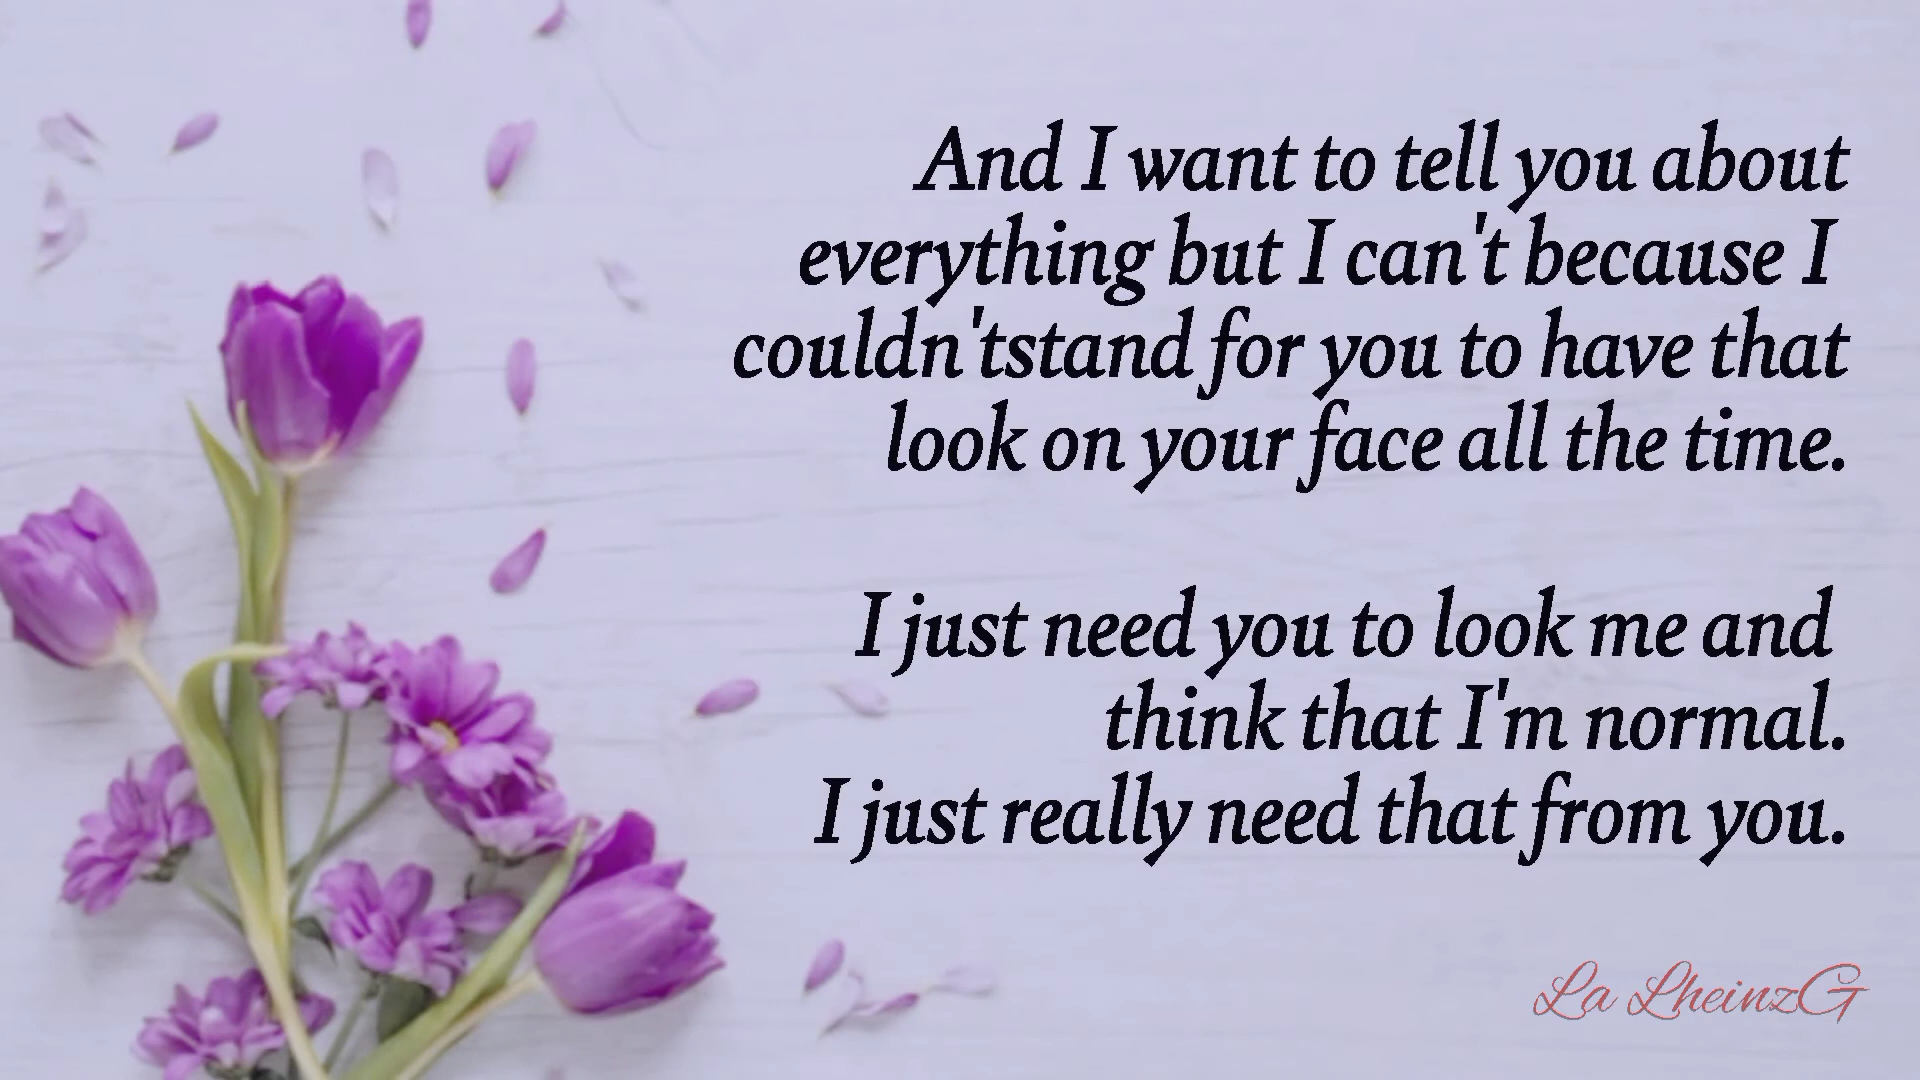 And I want to tell you about
everything but I can't because I
couldn'tstand for you to have that
look on your face all the time.
I just need you to look me and
think that I'm normal.
I just really need that from you.
La LheinzG